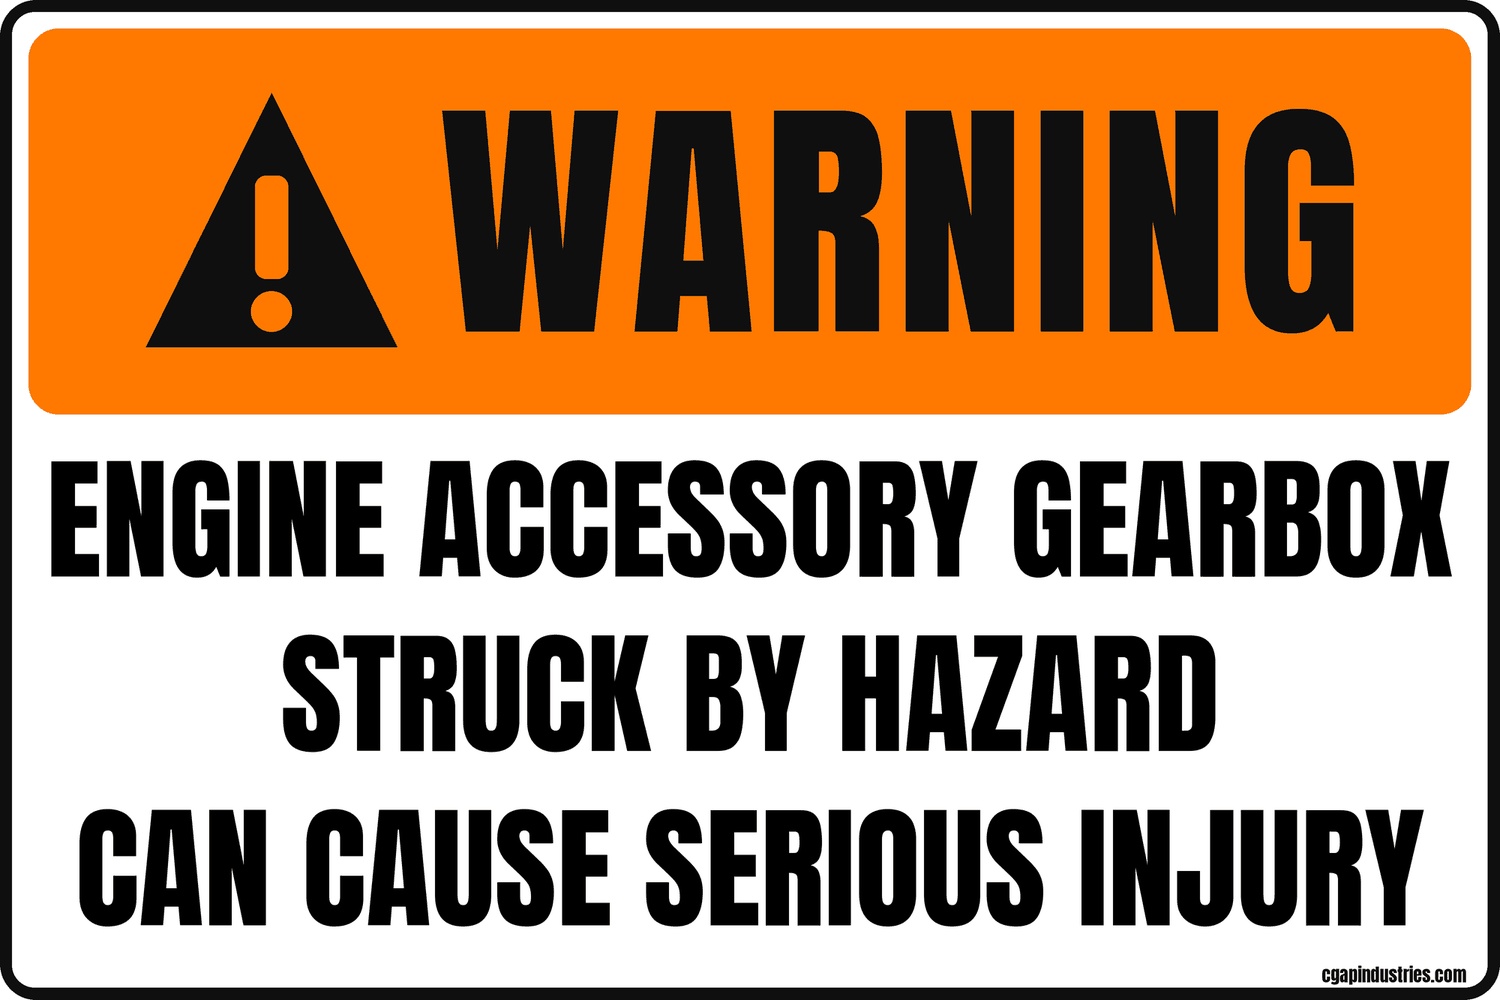 WARNING
ENGINE ACCESSORY GEARBOX
STRUCK BY HAZARD
CAN CAUSE SERIOUS INJURY
cgapindustries.com